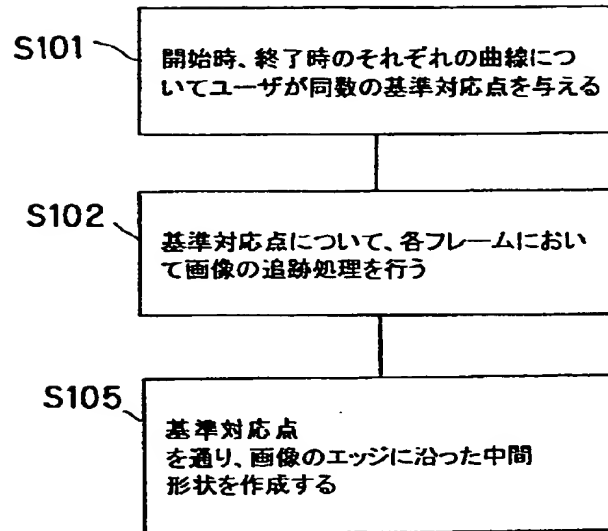 S101
開始時、終了時のそれぞれの曲線につ
いてユーザが同数の基準対応点を与える
S102
基準対応点について、各フレームにおい
て画像の追跡処理を行う
S105
基準対応点
を通り、画像のエッジに沿った中間
形状を作成する